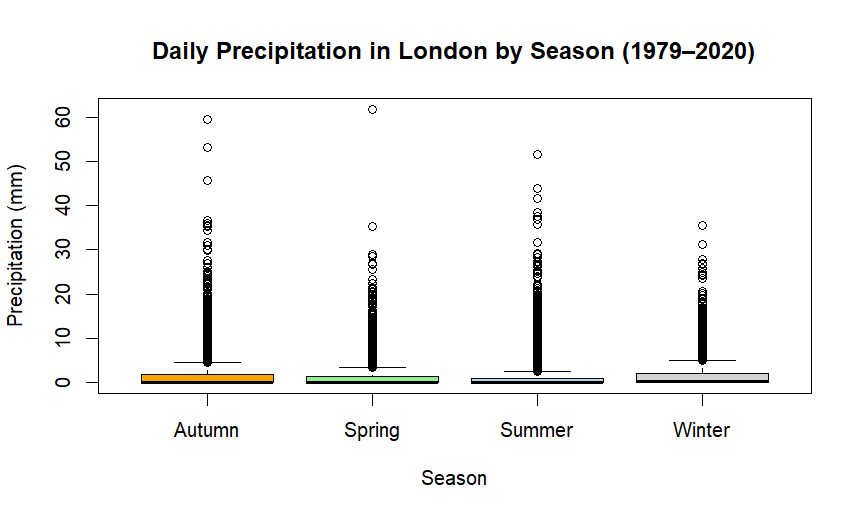 Daily Precipitation in London by Season (1979–2020)
Precipitation (mm)
60
50
40
30
20
10
0
Autumn Spring Summer Winter
Season